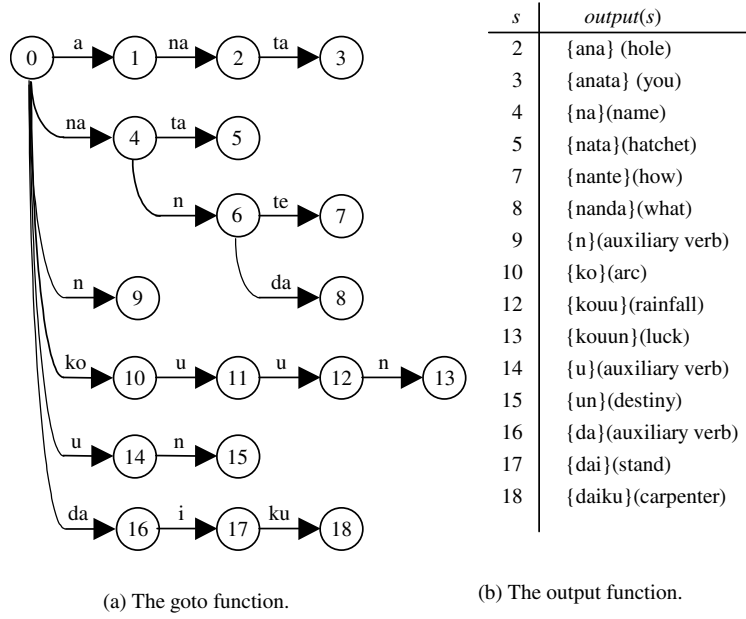 0 a 1 na 2 ta 3
na 4 ta 5
n 6 te 7
n 9 da 8
ko 10 u 11 u 12 n 13
u 14 n 15
da 16 i 17 ku 18
(a) The goto function.
s output(s)
2 {ana} (hole)
3 {anata} (you)
4 {na}(name)
5 {nata}(hatchet)
7 {nante}(how)
8 {nanda}(what)
9 {n}(auxiliary verb)
10 {ko}(arc)
12 {kouu}(rainfall)
13 {kouun}(luck)
14 {u}(auxiliary verb)
15 {un}(destiny)
16 {da}(auxiliary verb)
17 {dai}(stand)
18 {daiku}(carpenter)
(b) The output function.